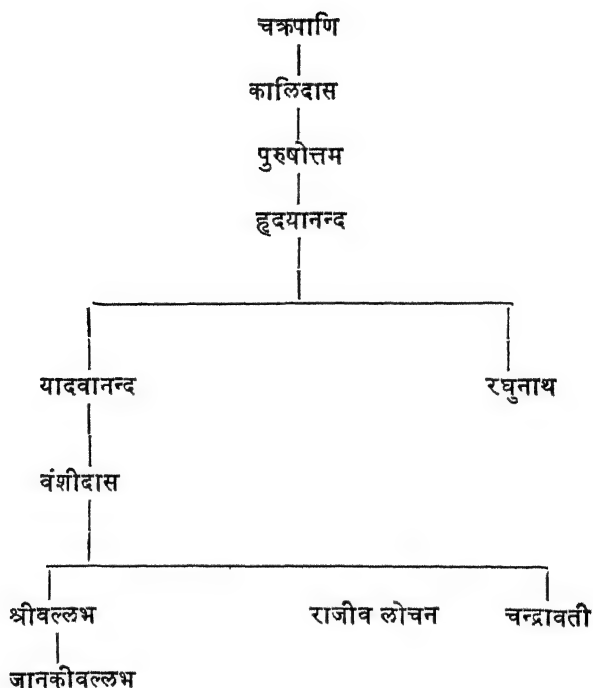 चक्रपाणि
कालिदास
पुरुषोत्तम
हृदयानन्द
यादवानन्द रघुनाथ
वंशीदास
श्रीवल्लभ राजीव लोचन चन्द्रावती
जानकीवल्लभ